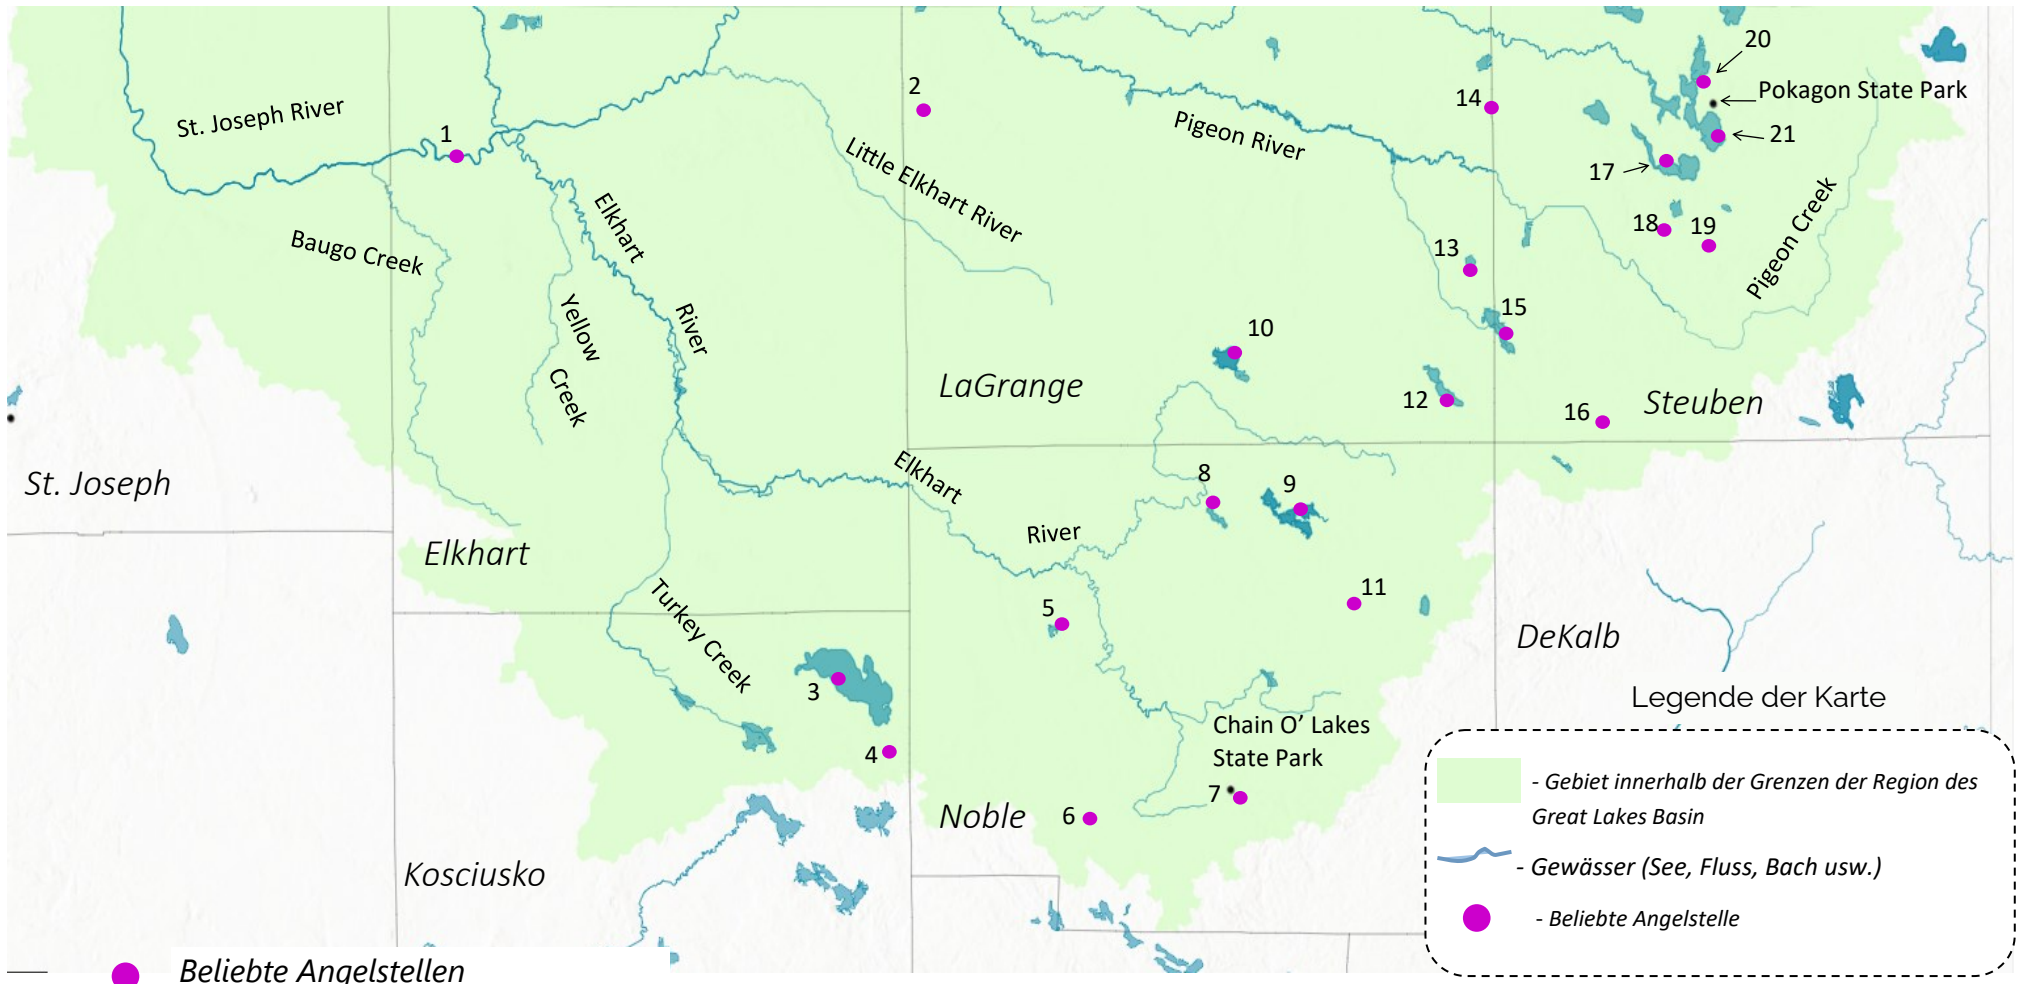 20
Pokagon State Park
2
14
St. Joseph River
1
Pigeon River
21
Little Elkhart River
17
Elkhart
River
Baugo Creek
18
19
13
Pigeon Creek
Yellow
Creek
15
10
LaGrange
12
16
Steuben
St. Joseph
Elkhart
River
8
9
Elkhart
11
5
Turkey Creek
DeKalb
3
4
Chain O’ Lakes
State Park
7
6
Noble
Kosciusko
Legende der Karte
- Gebiet innerhalb der Grenzen der Region des
Great Lakes Basin
- Gewässer (See, Fluss, Bach usw.)
- Beliebte Angelstelle
Beliebte Angelstellen